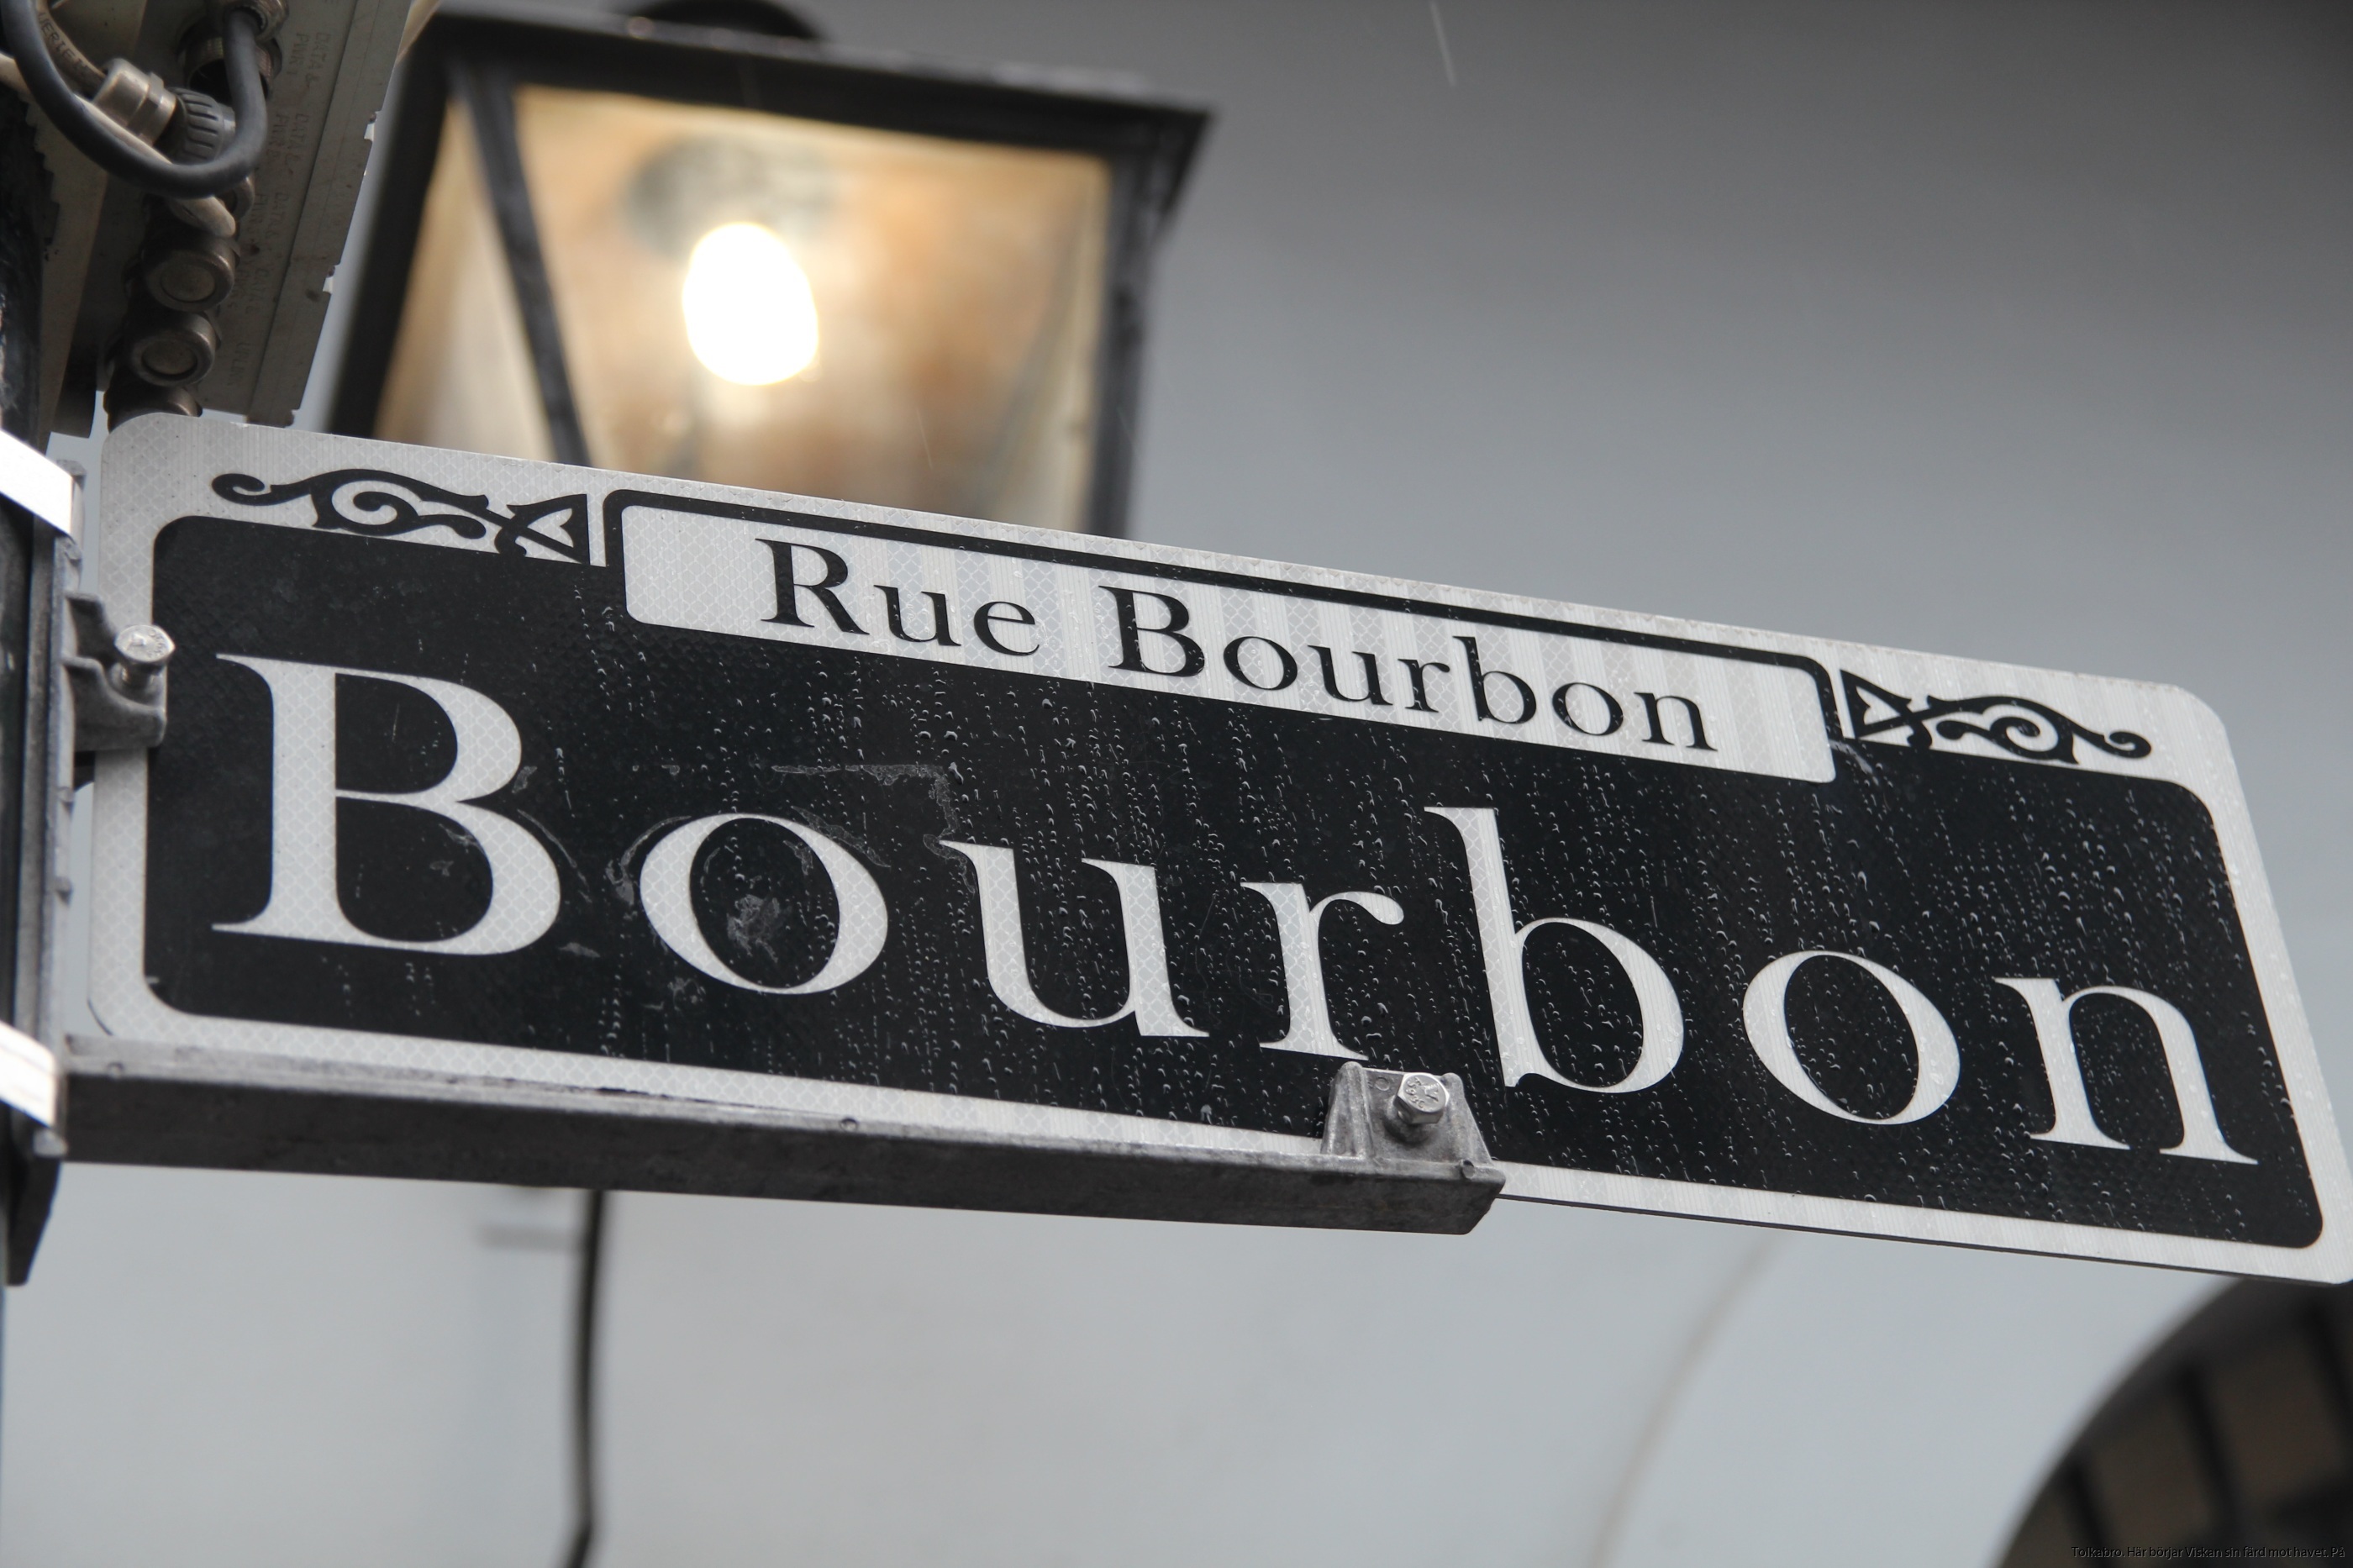 Rue Bourbon
Bourbon
Tolkabro. Här börjar Viskan sin färd mot havet. På